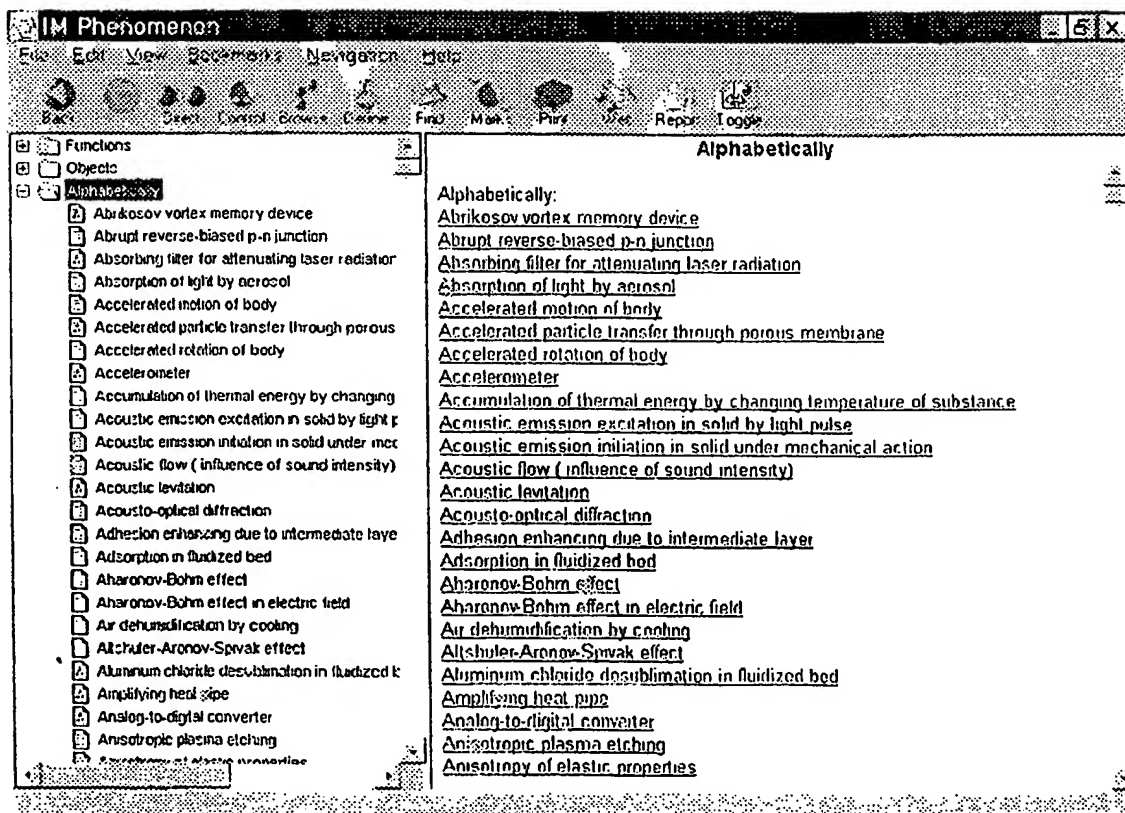 IM Phenomenon
File Edit View Bookmarks Navigation Help
Back Direct Control Browse Define Find Marks Print Repor Toggle
Functions
Objects
Alphabetically
Abrikosov vortex memory device
Abrupt reverse-biased p-n junction
Absorbing filter for attenuating laser radiation
Absorption of light by aerosol
Accelerated motion of body
Accelerated particle transfer through porous
Accelerated rotation of body
Accelerometer
Accumulation of thermal energy by changing
Acoustic emission excitation in solid by light p
Acoustic emission initiation in solid under mec
Acoustic flow ( influence of sound intensity)
Acoustic levitation
Acousto-optical diffraction
Adhesion enhancing due to intermediate laye
Adsorption in fluidized bed
Aharonov-Bohm effect
Aharonov-Bohm effect in electric field
Air dehumidification by cooling
Altshuler-Aronov-Spivak effect
Aluminum chloride desublimation in fluidized b
Amplifying heat pipe
Analog-to-digital converter
Anisotropic plasma etching
Anisotropy of elastic properties
Alphabetically
Alphabetically:
Abrikosov vortex memory device
Abrupt reverse-biased p-n junction
Absorbing filter for attenuating laser radiation
Absorption of light by aerosol
Accelerated motion of body
Accelerated particle transfer through porous membrane
Accelerated rotation of body
Accelerometer
Accumulation of thermal energy by changing temperature of substance
Acoustic emission excitation in solid by light pulse
Acoustic emission initiation in solid under mechanical action
Acoustic flow ( influence of sound intensity)
Acoustic levitation
Acousto-optical diffraction
Adhesion enhancing due to intermediate layer
Adsorption in fluidized bed
Aharonov-Bohm effect
Aharonov-Bohm effect in electric field
Air dehumidification by cooling
Altshuler-Aronov-Spivak effect
Aluminum chloride desublimation in fluidized bed
Amplifying heat pipe
Analog-to-digital converter
Anisotropic plasma etching
Anisotropy of elastic properties